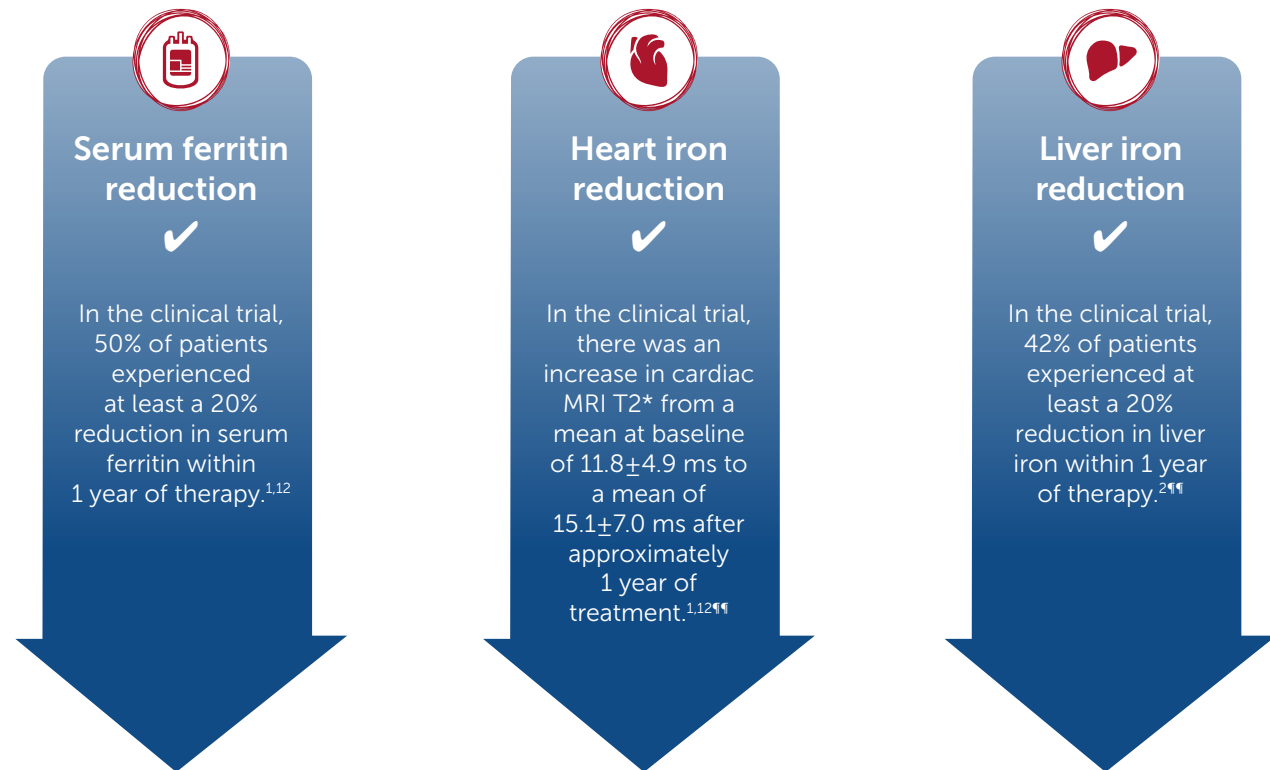 Serum ferritin
reduction
✔
In the clinical trial,
50% of patients
experienced
at least a 20%
reduction in serum
ferritin within
1 year of therapy.1,12
Heart iron
reduction
✔
In the clinical trial,
there was an
increase in cardiac
MRI T2* from a
mean at baseline
of 11.8±4.9 ms to
a mean of
15.1±7.0 ms after
approximately
1 year of
treatment.1,12¶¶
Liver iron
reduction
✔
In the clinical trial,
42% of patients
experienced at
least a 20%
reduction in liver
iron within 1 year
of therapy.2¶¶